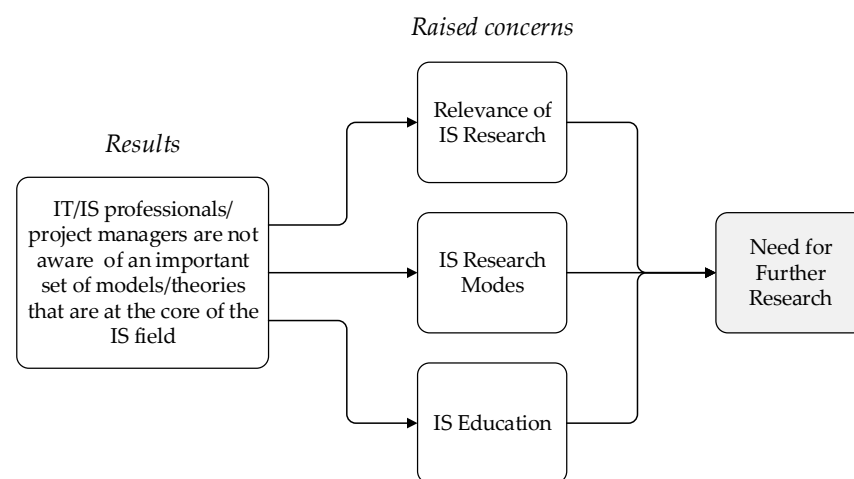 Raised concerns
Results
IT/IS professionals/
project managers are not
aware of an important
set of models/theories
that are at the core of the
IS field
Relevance of
IS Research
IS Research
Modes
IS Education
Need for
Further
Research